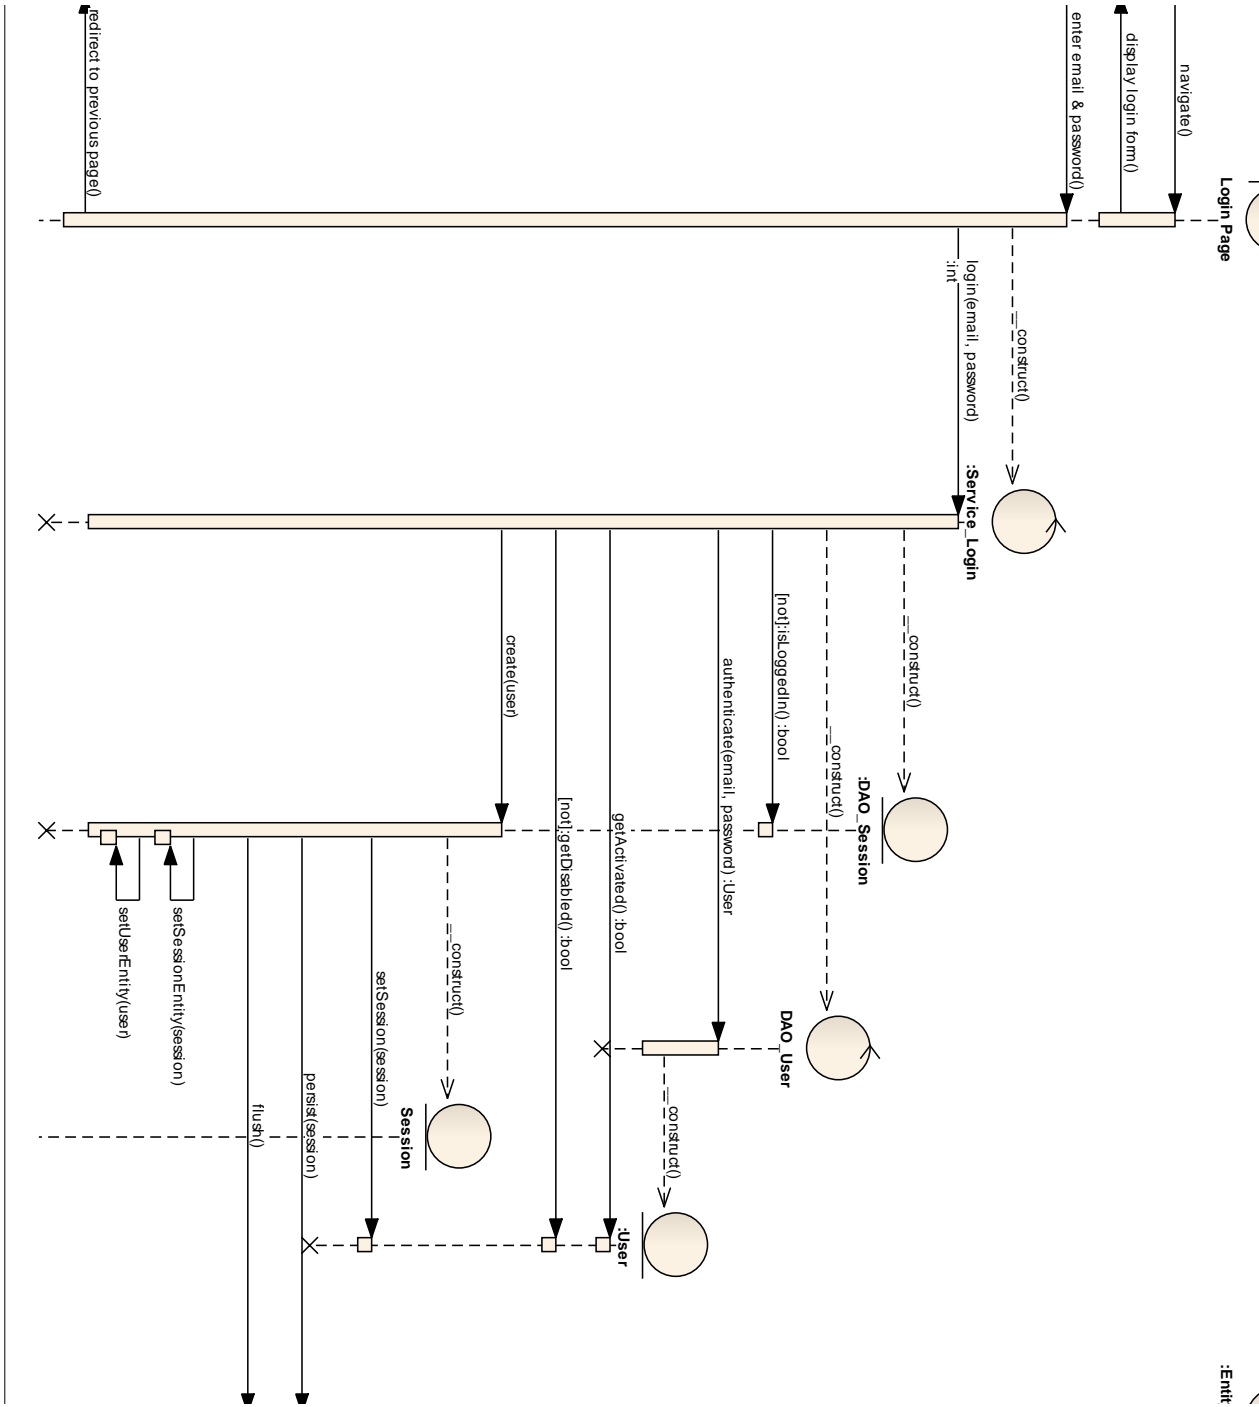 navigate()
display login form()
enter email & password()
redirect to previous page()
Login Page
__construct()
login(email, password)
:int
:Service_Login
__construct()
__construct()
[not]:isLoggedIn() :bool
authenticate(email, password) :User
getActivated() :bool
[not]:getDisabled() :bool
create(user)
:DAO_Session
__construct()
setSession(session)
persist(session)
flush()
setSessionEntity(session)
setUserEntity(user)
DAO_User
__construct()
Session
:User
:Entit